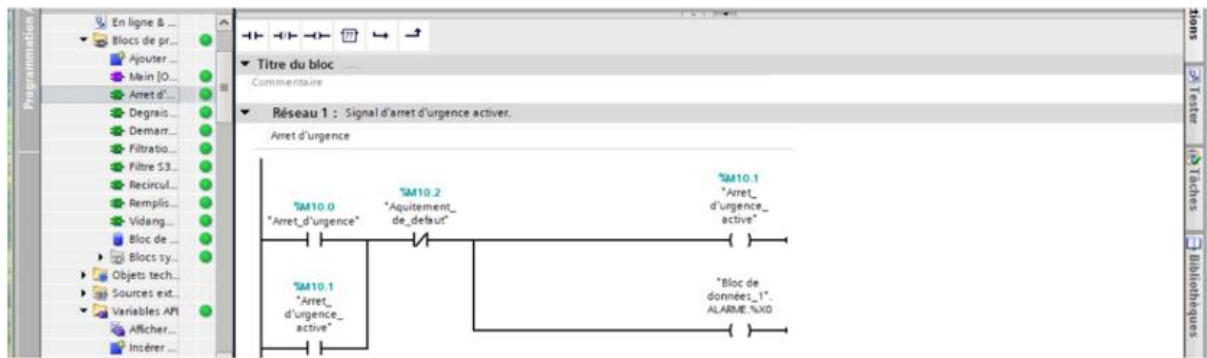 Programmation
En ligne & ...
Blocs de pr...
Ajouter ...
Main [O...
Arret d'...
Degrais...
Demarr...
Filtratio...
Filtre S3...
Recircul...
Remplis...
Vidang...
Bloc de ...
Blocs sy...
Objets tech...
Sources ext...
Variables API
Afficher...
Insérer ...
??
Titre du bloc ...
Commentaire
Réseau 1 : Signal d'arret d'urgence activer.
Arret d'urgence
%M10.0
"Arret_d'urgence"
%M10.2
"Aquitement_
de_defaut"
%M10.1
"Arret_
d'urgence_
active"
%M10.1
"Arret_
d'urgence_
active"
"Bloc de
données_1".
ALARME.%X0
tions
Tester
Tâches
Bibliothèques